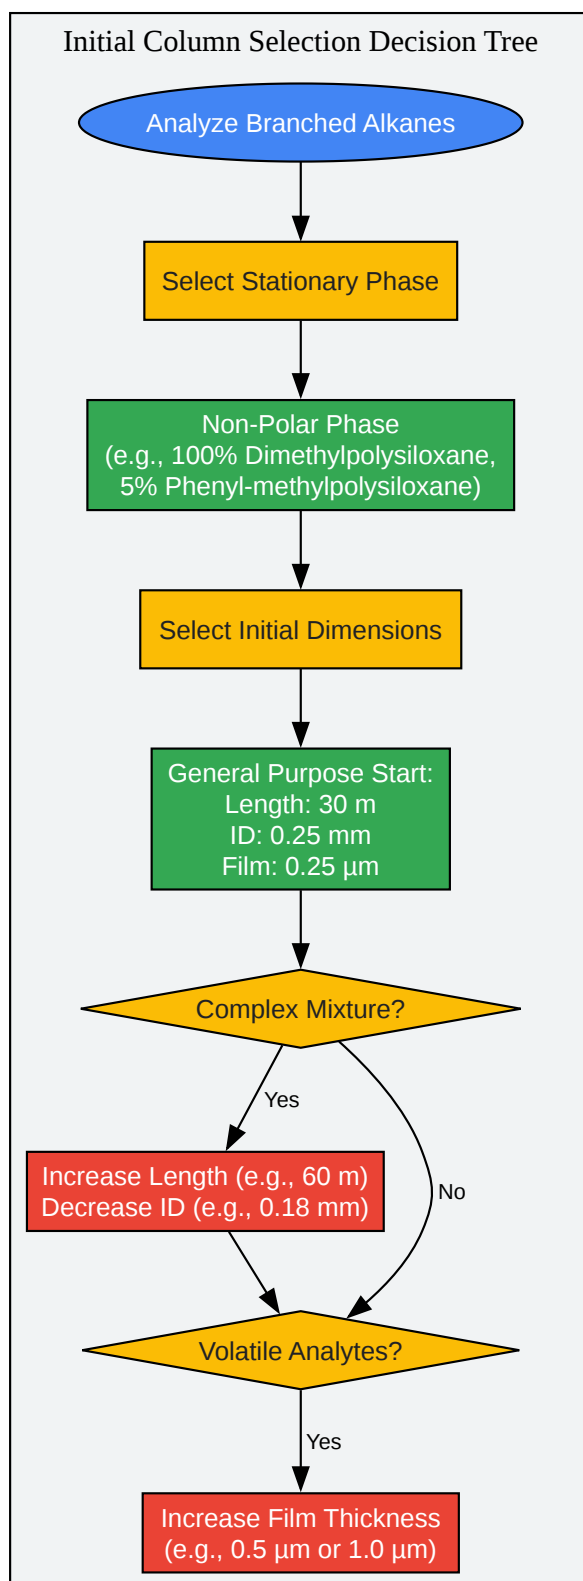 Initial Column Selection Decision Tree
Analyze Branched Alkanes
Select Stationary Phase
Non-Polar Phase
(e.g., 100% Dimethylpolysiloxane,
5% Phenyl-methylpolysiloxane)
Select Initial Dimensions
General Purpose Start:
Length: 30 m
ID: 0.25 mm
Film: 0.25 µm
Complex Mixture?
Yes
Increase Length (e.g., 60 m)
Decrease ID (e.g., 0.18 mm)
No
Volatile Analytes?
Yes
Increase Film Thickness
(e.g., 0.5 µm or 1.0 µm)